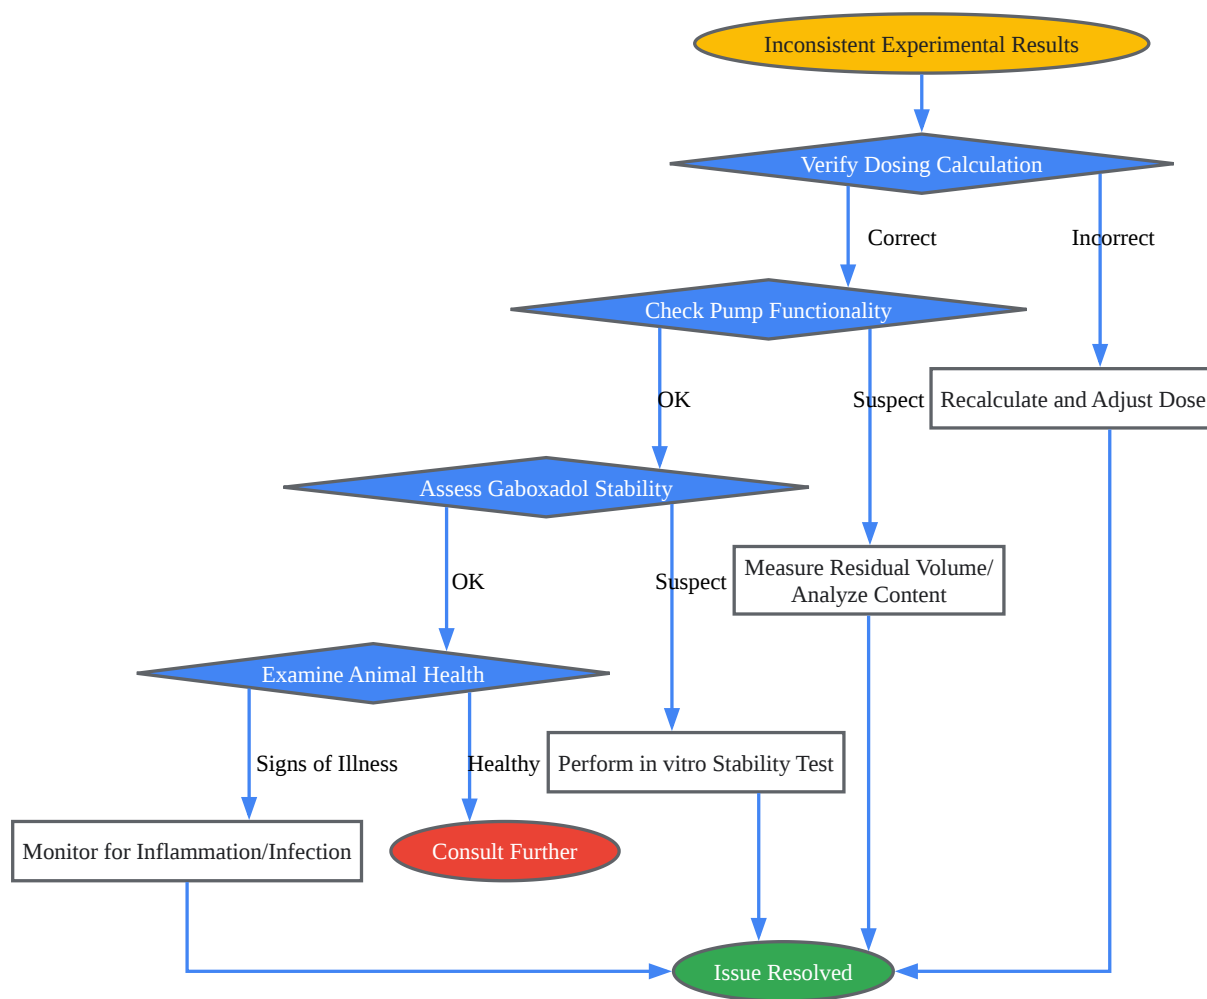 Inconsistent Experimental Results
Verify Dosing Calculation
Correct
Incorrect
Check Pump Functionality
OK
Suspect
Recalculate and Adjust Dose
Assess Gaboxadol Stability
OK
Suspect
Measure Residual Volume/
Analyze Content
Examine Animal Health
Signs of Illness
Healthy
Perform in vitro Stability Test
Monitor for Inflammation/Infection
Consult Further
Issue Resolved